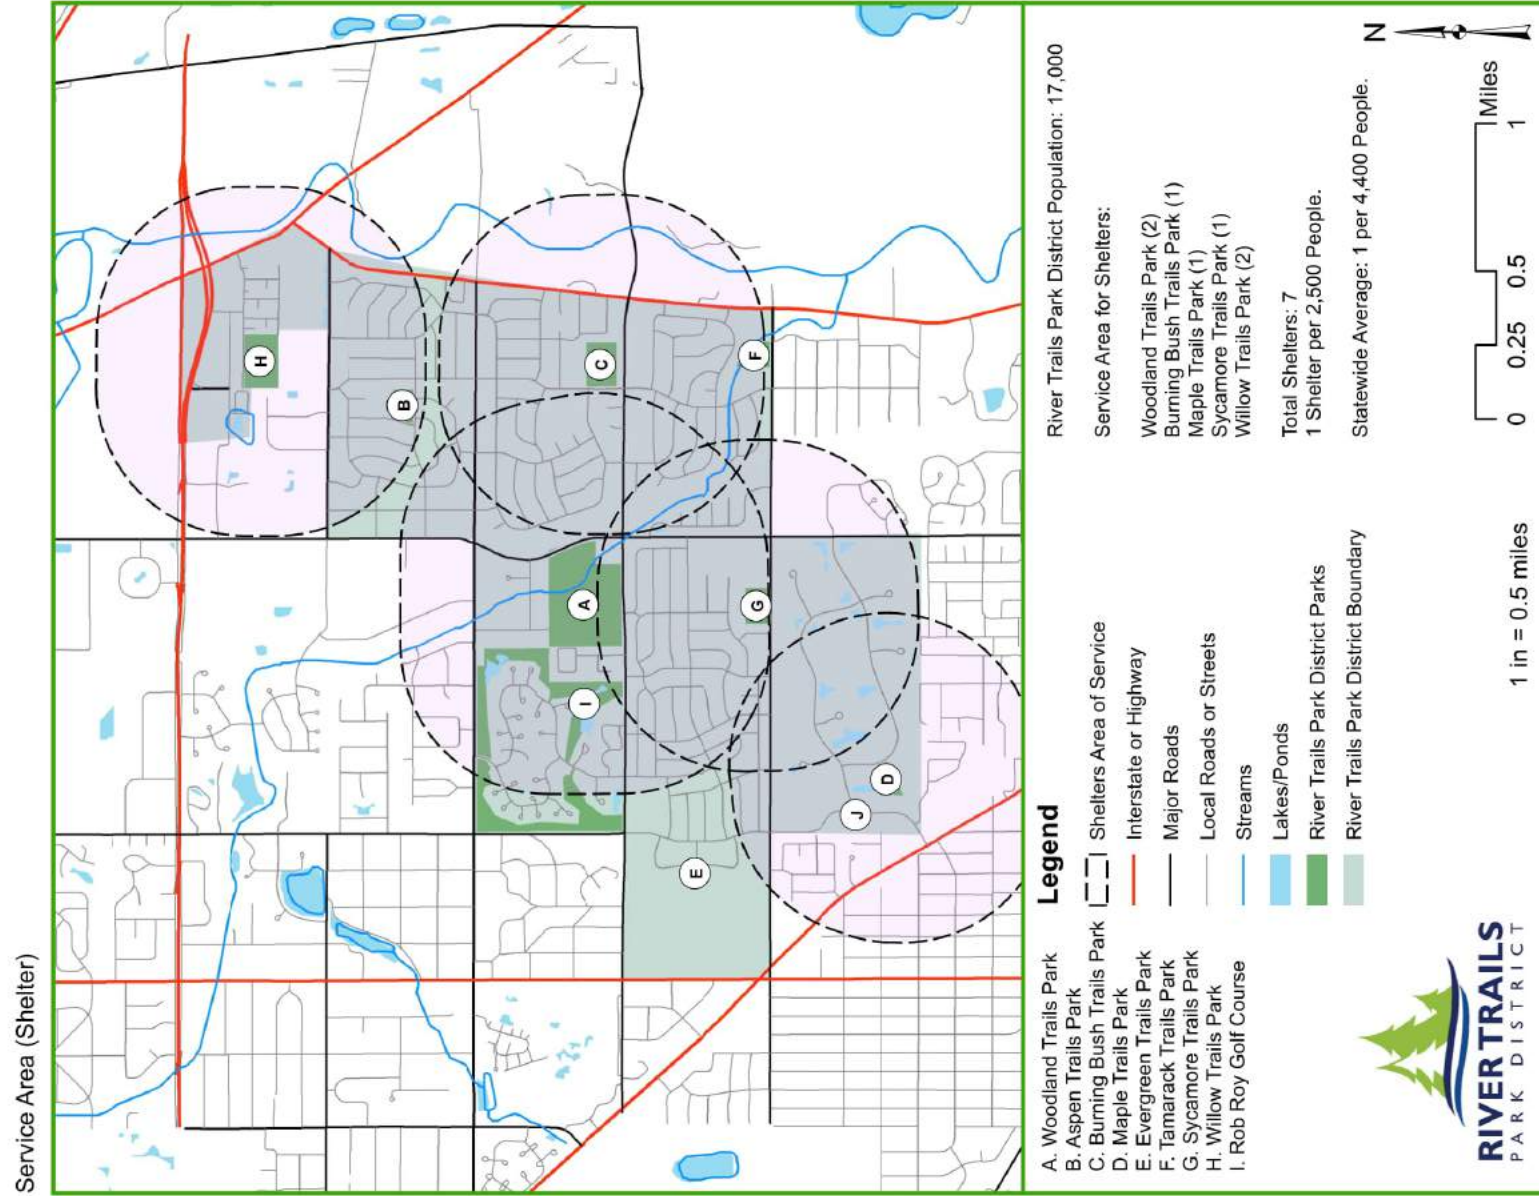 Service Area (Shelter)
H
B
C
F
A
I
G
D
J
E
A. Woodland Trails Park
B. Aspen Trails Park
C. Burning Bush Trails Park
D. Maple Trails Park
E. Evergreen Trails Park
F. Tamarack Trails Park
G. Sycamore Trails Park
H. Willow Trails Park
I. Rob Roy Golf Course
Legend
Shelters Area of Service
Interstate or Highway
Major Roads
Local Roads or Streets
Streams
Lakes/Ponds
River Trails Park District Parks
River Trails Park District Boundary
River Trails Park District Population: 17,000
Service Area for Shelters:
Woodland Trails Park (2)
Burning Bush Trails Park (1)
Maple Trails Park (1)
Sycamore Trails Park (1)
Willow Trails Park (2)
Total Shelters: 7
1 Shelter per 2,500 People.
Statewide Average: 1 per 4,400 People.
N
RIVER TRAILS
PARK DISTRICT
1 in = 0.5 miles
0 0.25 0.5 1
Miles